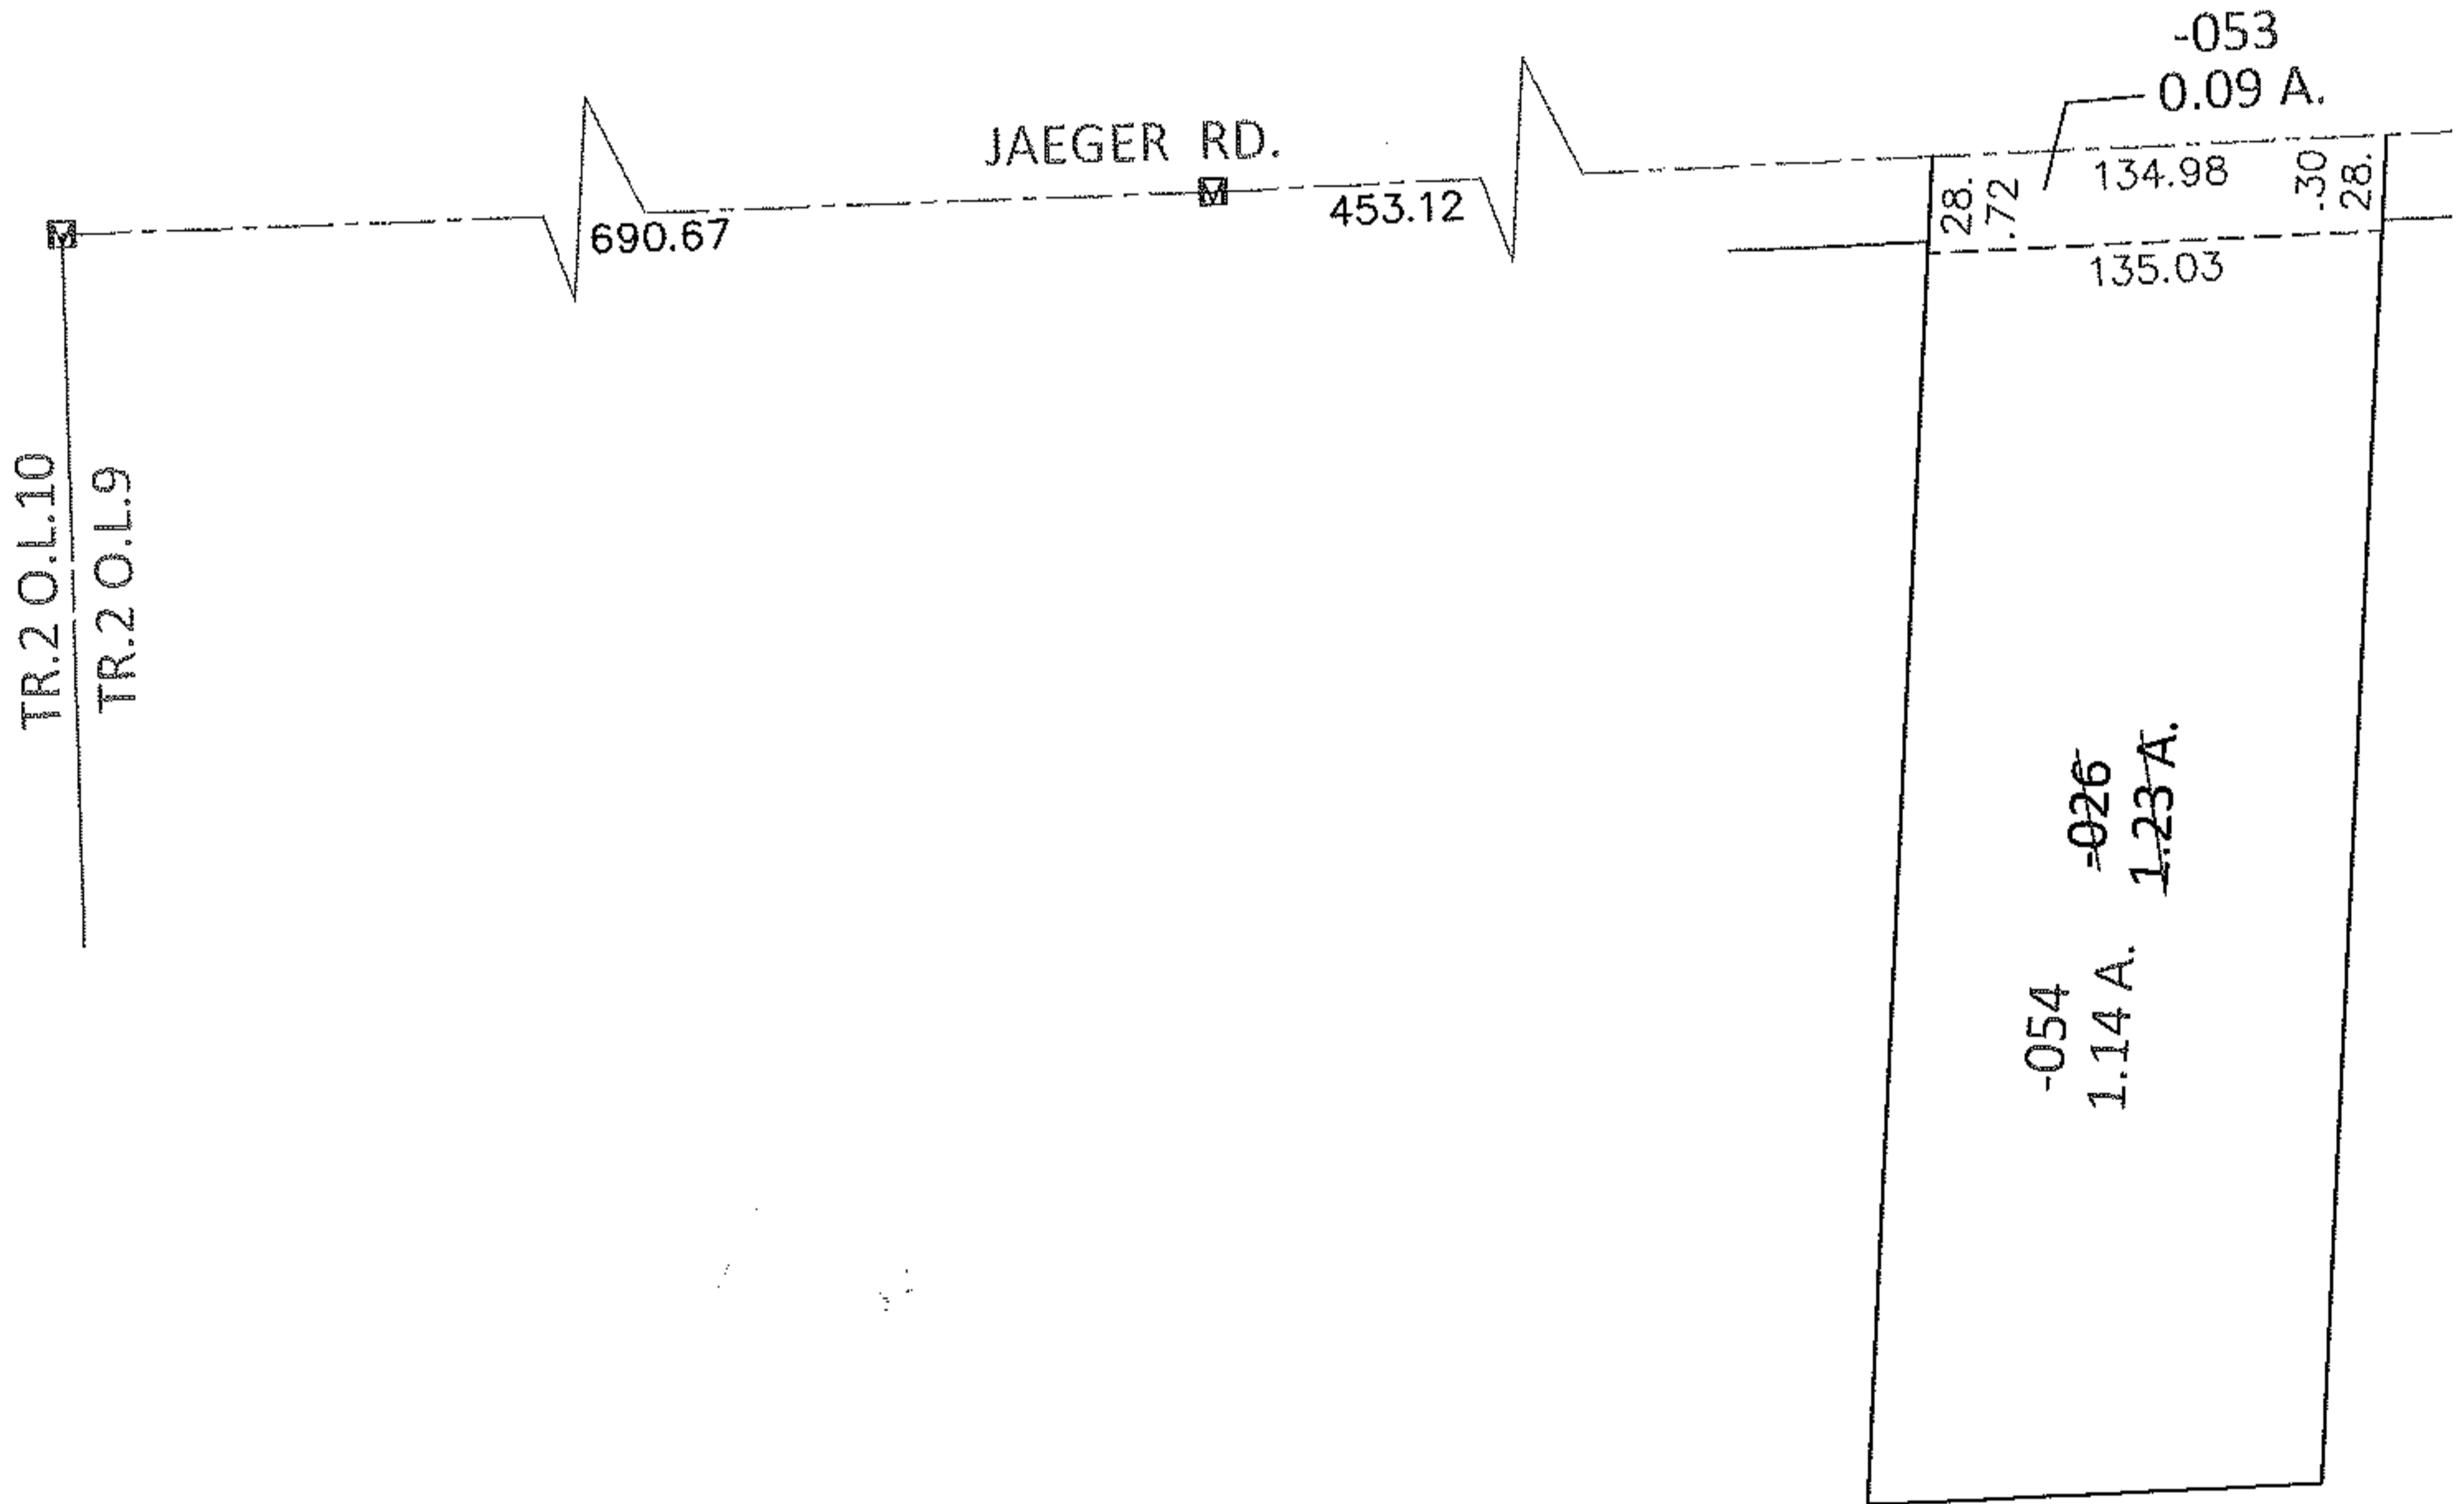 -053
0.09 A.
JAEGER RD.
690.67
453.12
134.98
28.
.72
.30
28.
135.03
TR.2 O.L.10
TR.2 O.L.9
-026
1.23 A.
-054
1.14 A.